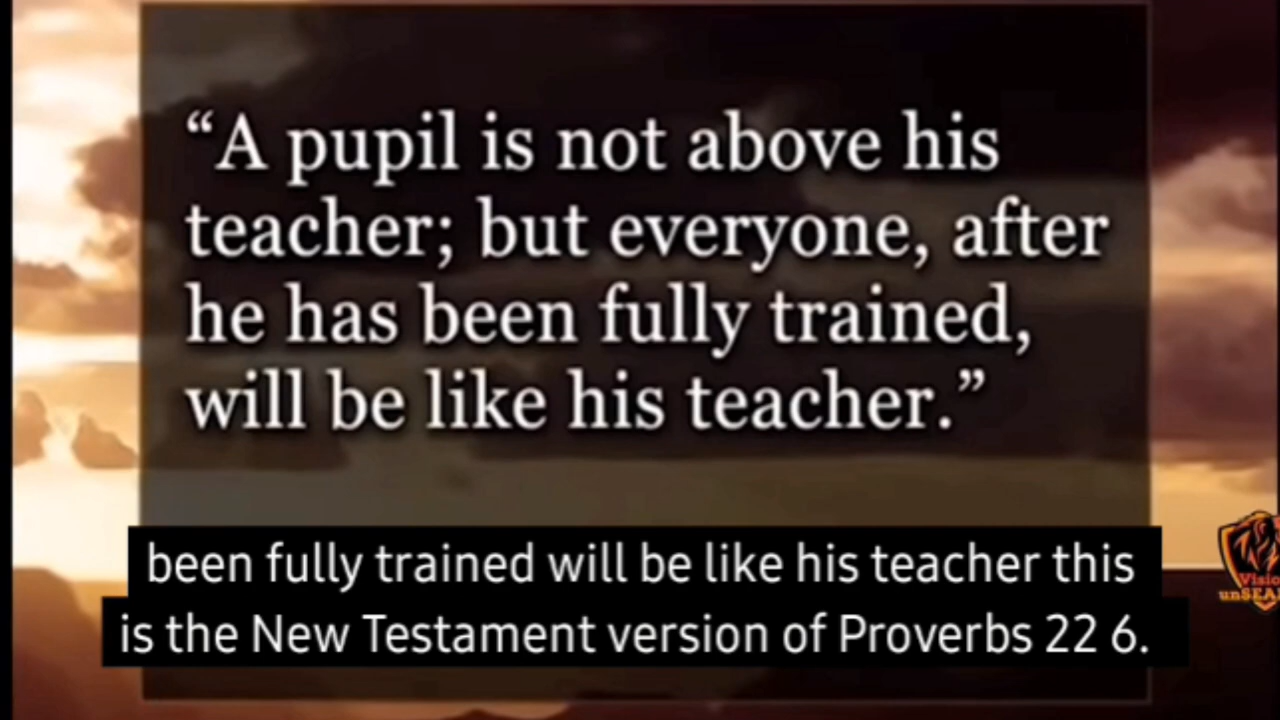 “A pupil is not above his
teacher; but everyone, after
he has been fully trained,
will be like his teacher.”
been fully trained will be like his teacher this
is the New Testament version of Proverbs 22 6.